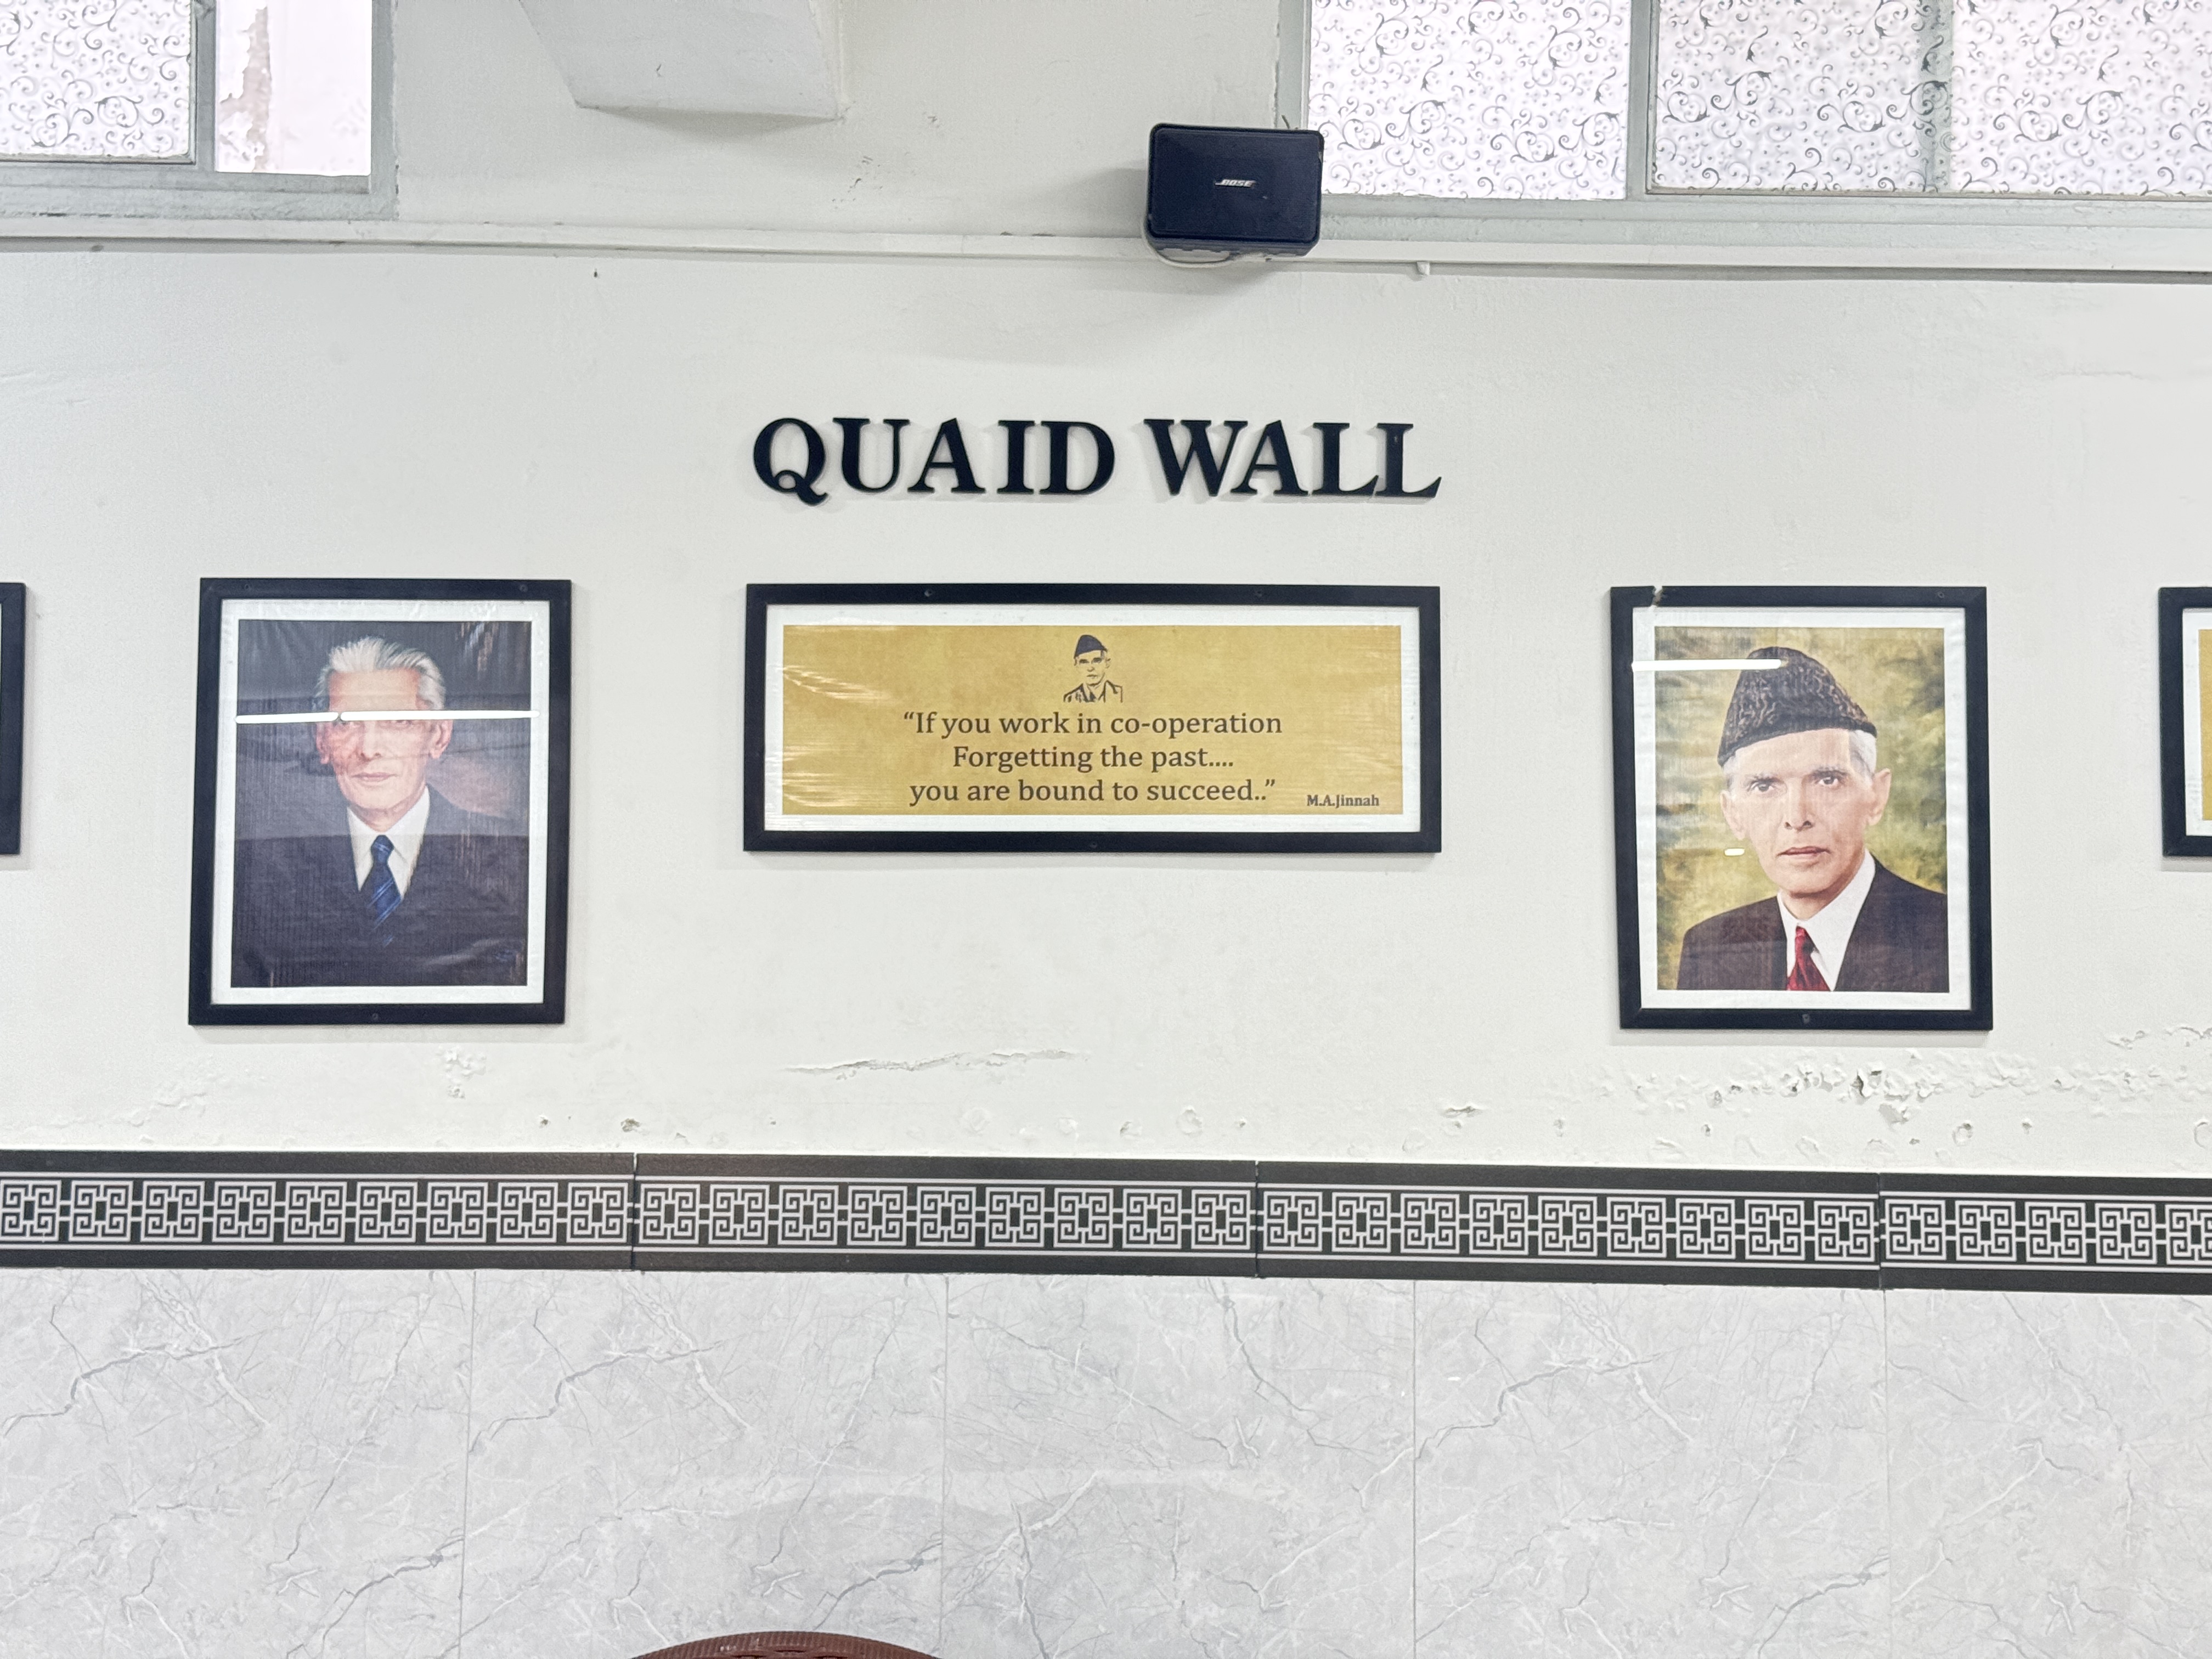 BOSE
QUAID WALL
“If you work in co-operation
Forgetting the past....
you are bound to succeed..”
M.A.Jinnah